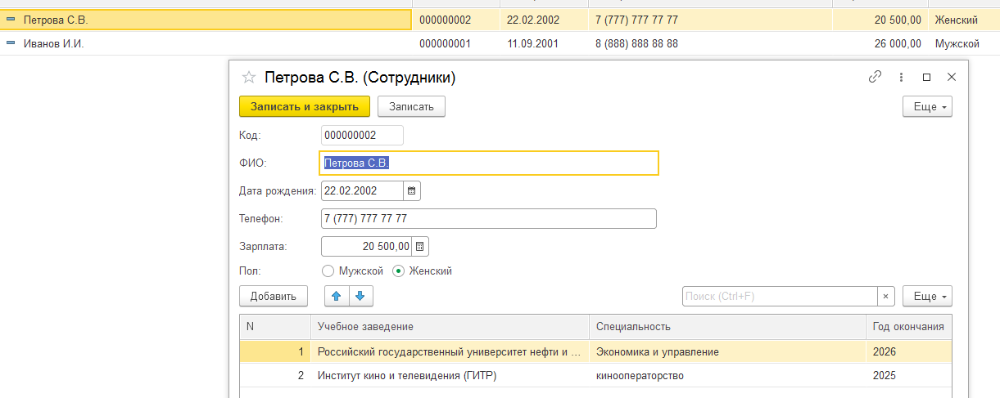 Петрова С.В. 000000002 22.02.2002 7 (777) 777 77 77 20 500,00 Женский
Иванов И.И. 000000001 11.09.2001 8 (888) 888 88 88 26 000,00 Мужской
Петрова С.В. (Сотрудники)
Записать и закрыть Записать Еще
Код: 000000002
ФИО: Петрова С.В.
Дата рождения: 22.02.2002
Телефон: 7 (777) 777 77 77
Зарплата: 20 500,00
Пол: Мужской Женский
Добавить Поиск (Ctrl+F) × Еще
N Учебное заведение Специальность Год окончания
1 Российский государственный университет нефти и ... Экономика и управление 2026
2 Институт кино и телевидения (ГИТР) кинооператорство 2025